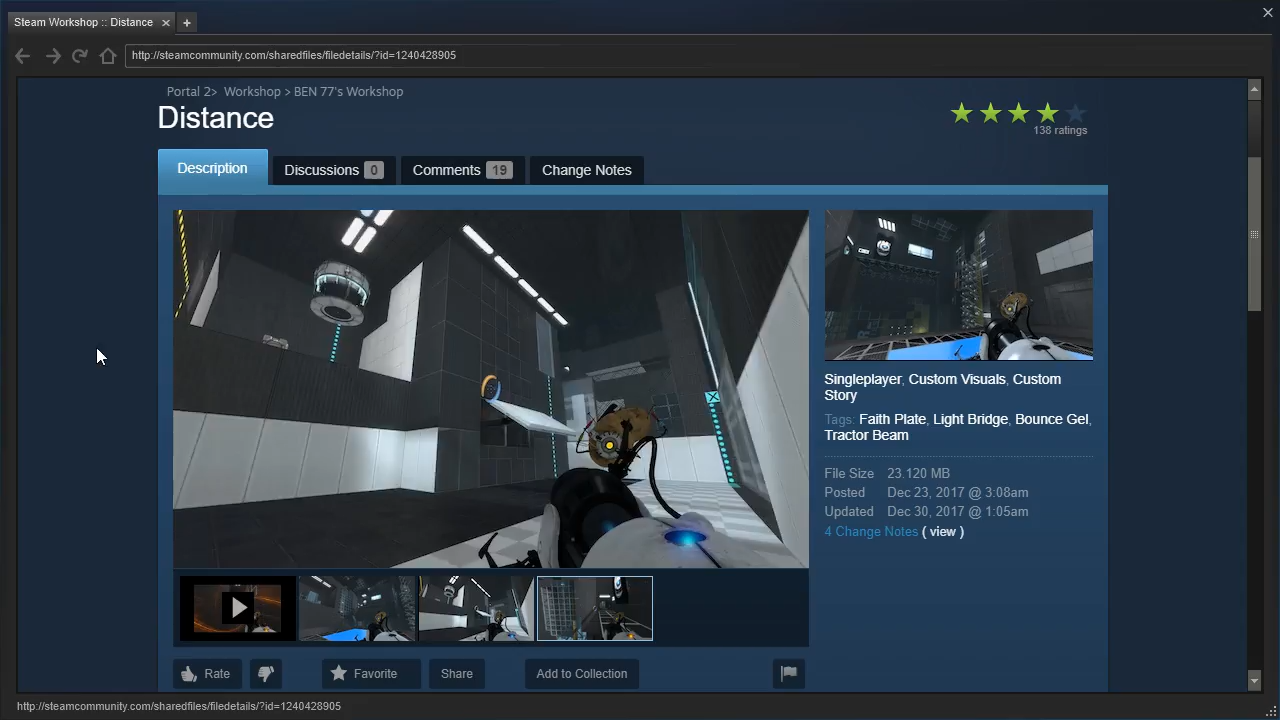 Steam Workshop :: Distance
http://steamcommunity.com/sharedfiles/filedetails/?id=1240428905
Portal 2> Workshop > BEN 77's Workshop
Distance
138 ratings
Description
Discussions 0
Comments 19
Change Notes
Singleplayer, Custom Visuals, Custom
Story
Tags: Faith Plate, Light Bridge, Bounce Gel,
Tractor Beam
File Size 23.120 MB
Posted Dec 23, 2017 @ 3:08am
Updated Dec 30, 2017 @ 1:05am
4 Change Notes ( view )
Rate
Favorite
Share
Add to Collection
http://steamcommunity.com/sharedfiles/filedetails/?id=1240428905